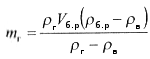 m_г = ρ_г V_б.р (ρ_б.р − ρ_в) / (ρ_г − ρ_в)